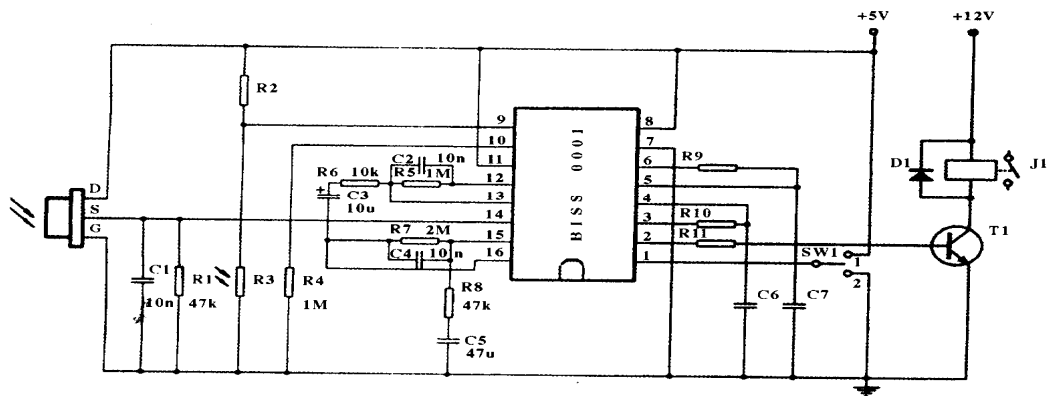 +5V
+12V
R2
9
8
10
7
C2
10n
11
6
R9
R6
10k
R5
1M
12
5
D1
J1
C3
10u
13
4
D
S
G
14
3
R10
R7
2M
15
2
R11
T1
C4
10n
16
1
SW1
1
2
BISS 0001
C1
10n
R1
47k
R3
R4
1M
R8
47k
C6
C7
C5
47u